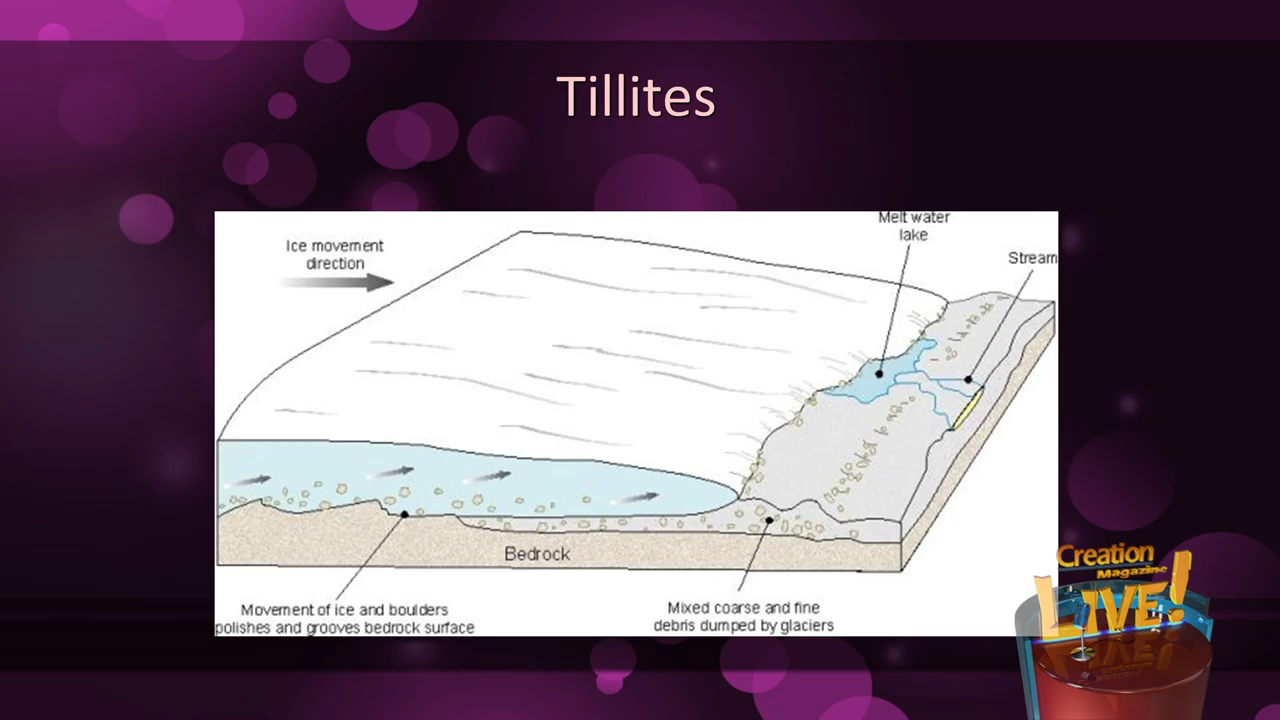 Tillites
Melt water
lake
Ice movement
direction
Stream
Bedrock
Movement of ice and boulders
polishes and grooves bedrock surface
Mixed coarse and fine
debris dumped by glaciers
Creation
Magazine
LIVE!